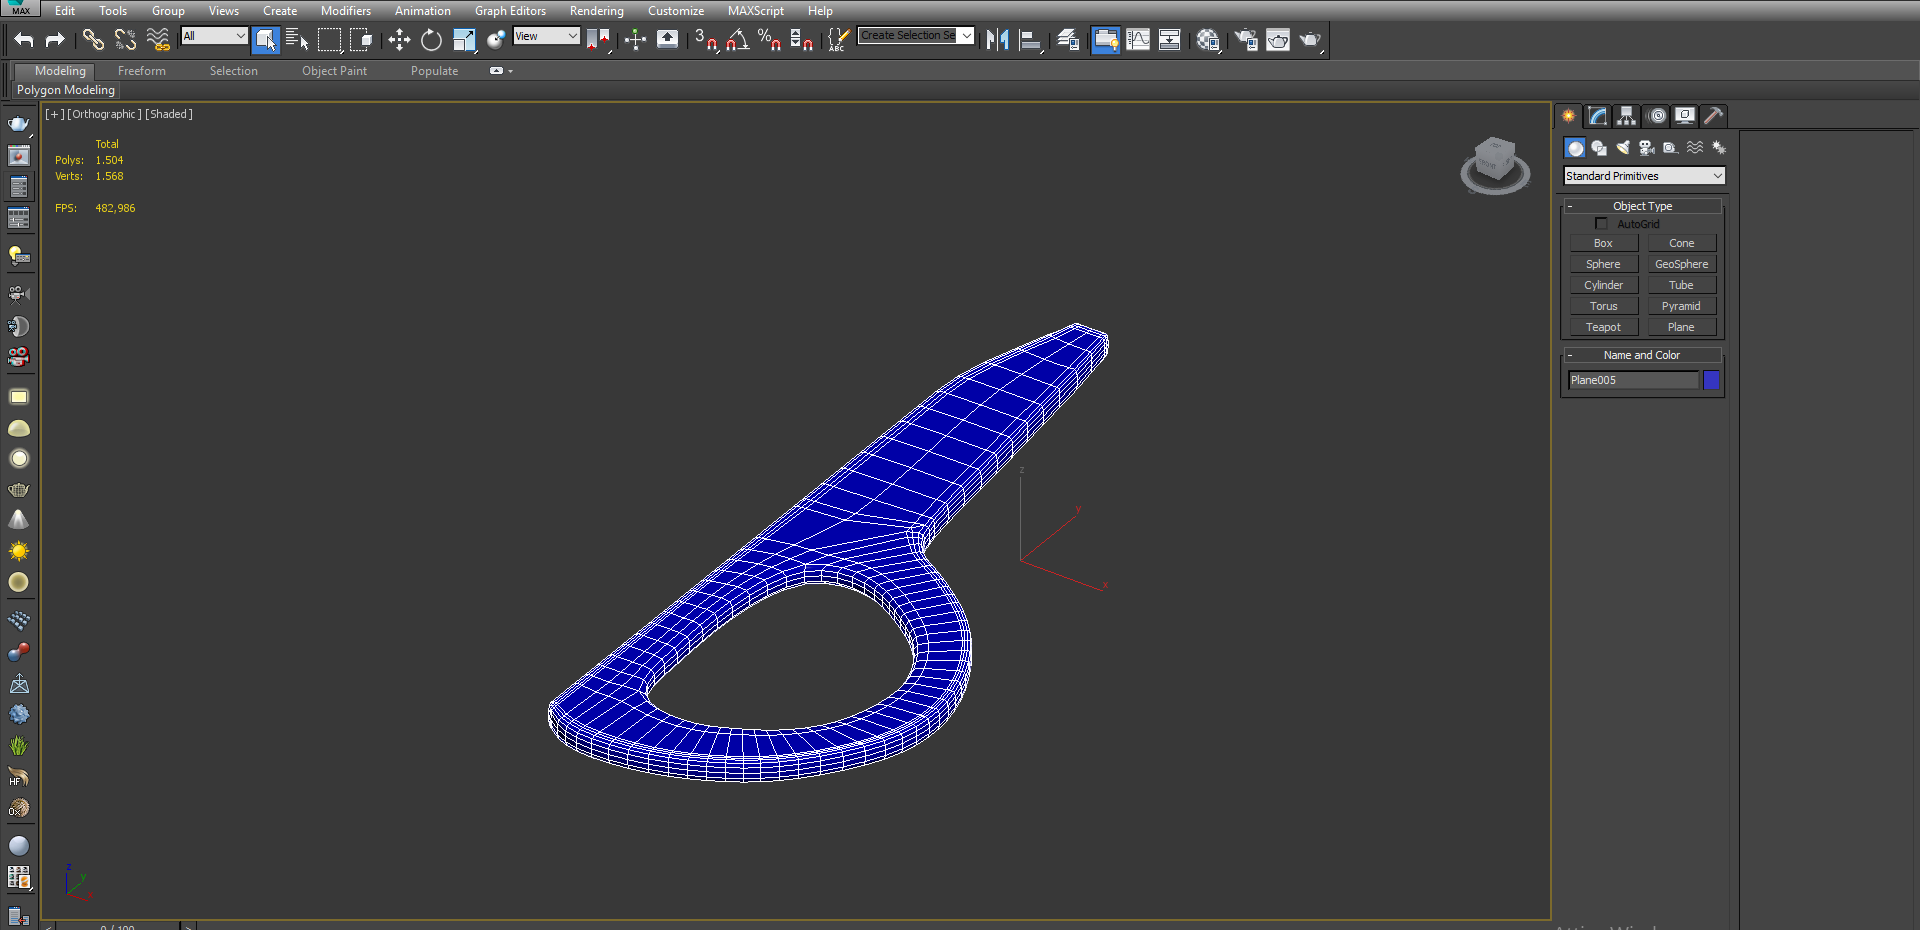 MAX
Edit Tools Group Views Create Modifiers Animation Graph Editors Rendering Customize MAXScript Help
All View 3 % ABC Create Selection Se
Modeling Freeform Selection Object Paint Populate
Polygon Modeling
[+] [Orthographic] [Shaded]
Total
Polys: 1.504
Verts: 1.568
FPS: 482,986
Standard Primitives
- Object Type
AutoGrid
Box Cone
Sphere GeoSphere
Cylinder Tube
Torus Pyramid
Teapot Plane
- Name and Color
Plane005
z
y
x
HF
z
y
x
0 / 100